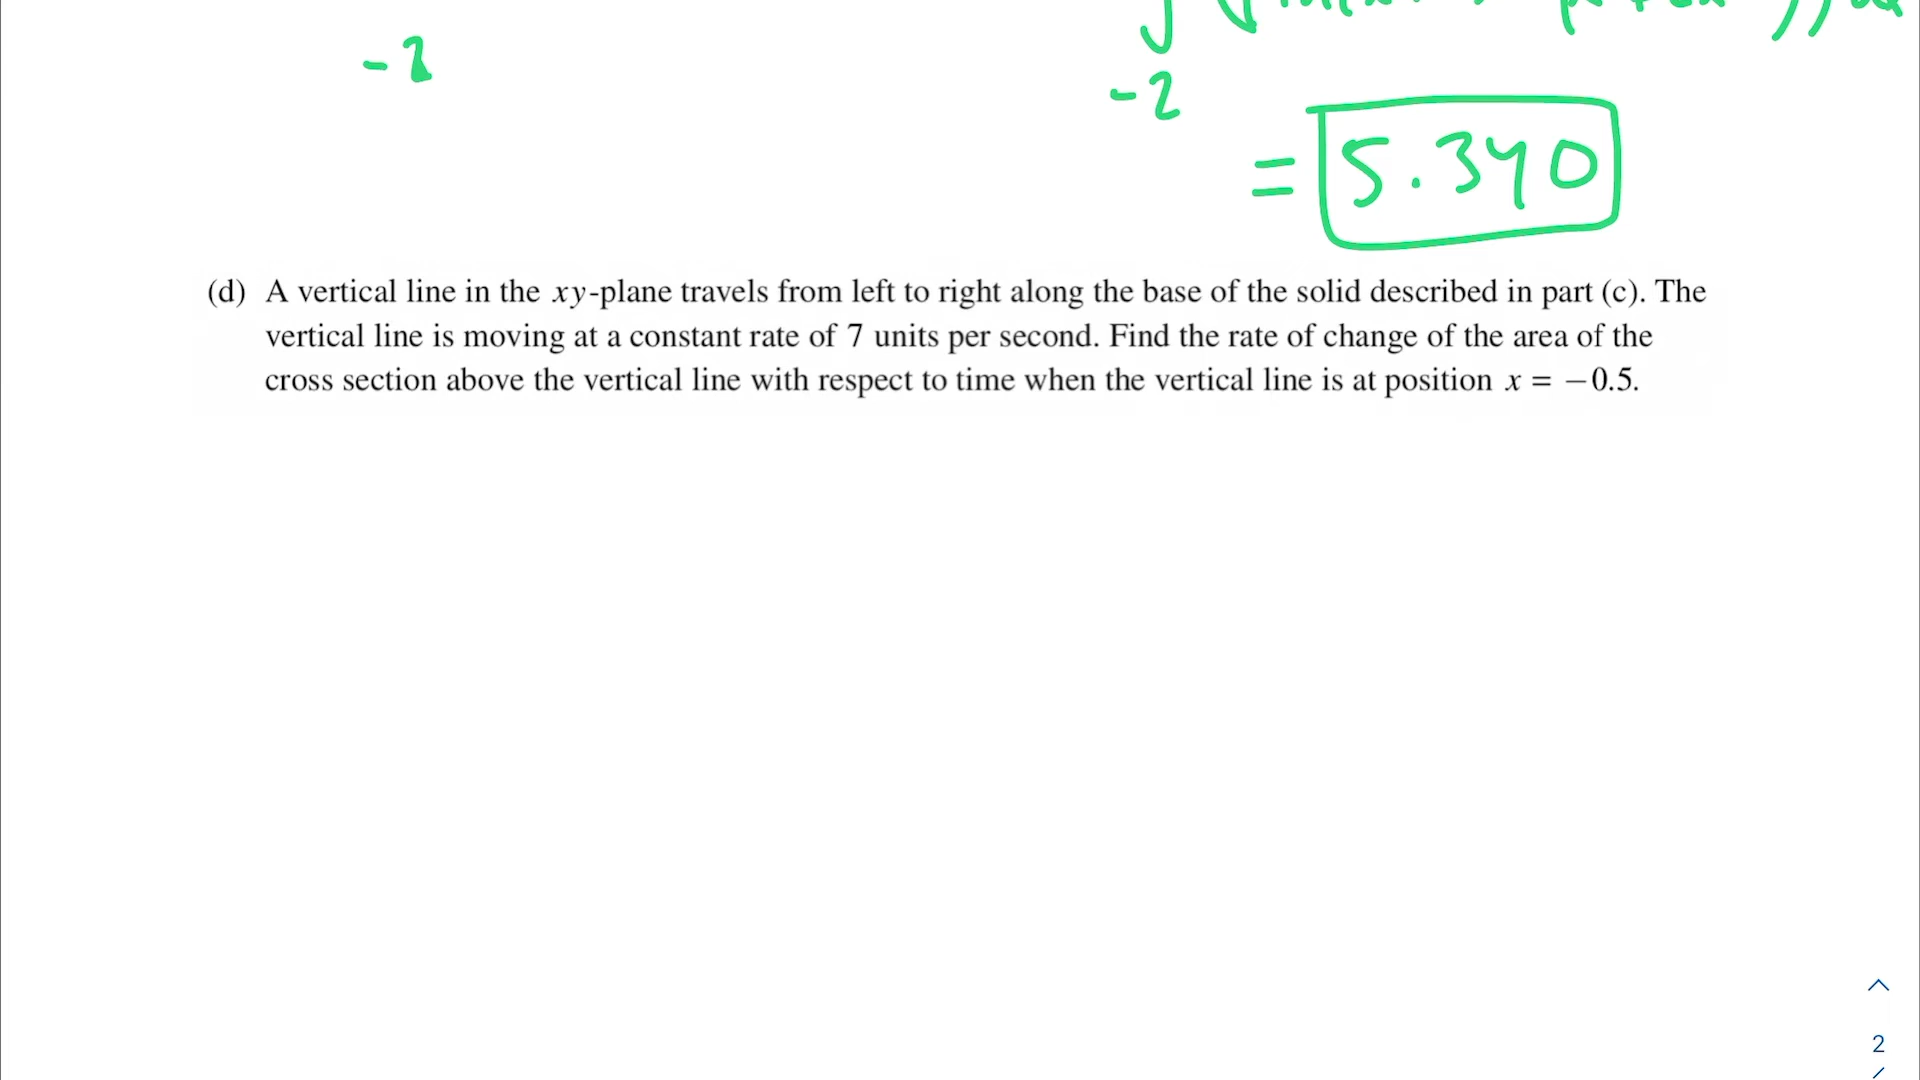 -2
-2
= 5.340
(d) A vertical line in the xy-plane travels from left to right along the base of the solid described in part (c). The
vertical line is moving at a constant rate of 7 units per second. Find the rate of change of the area of the
cross section above the vertical line with respect to time when the vertical line is at position x = −0.5.
2